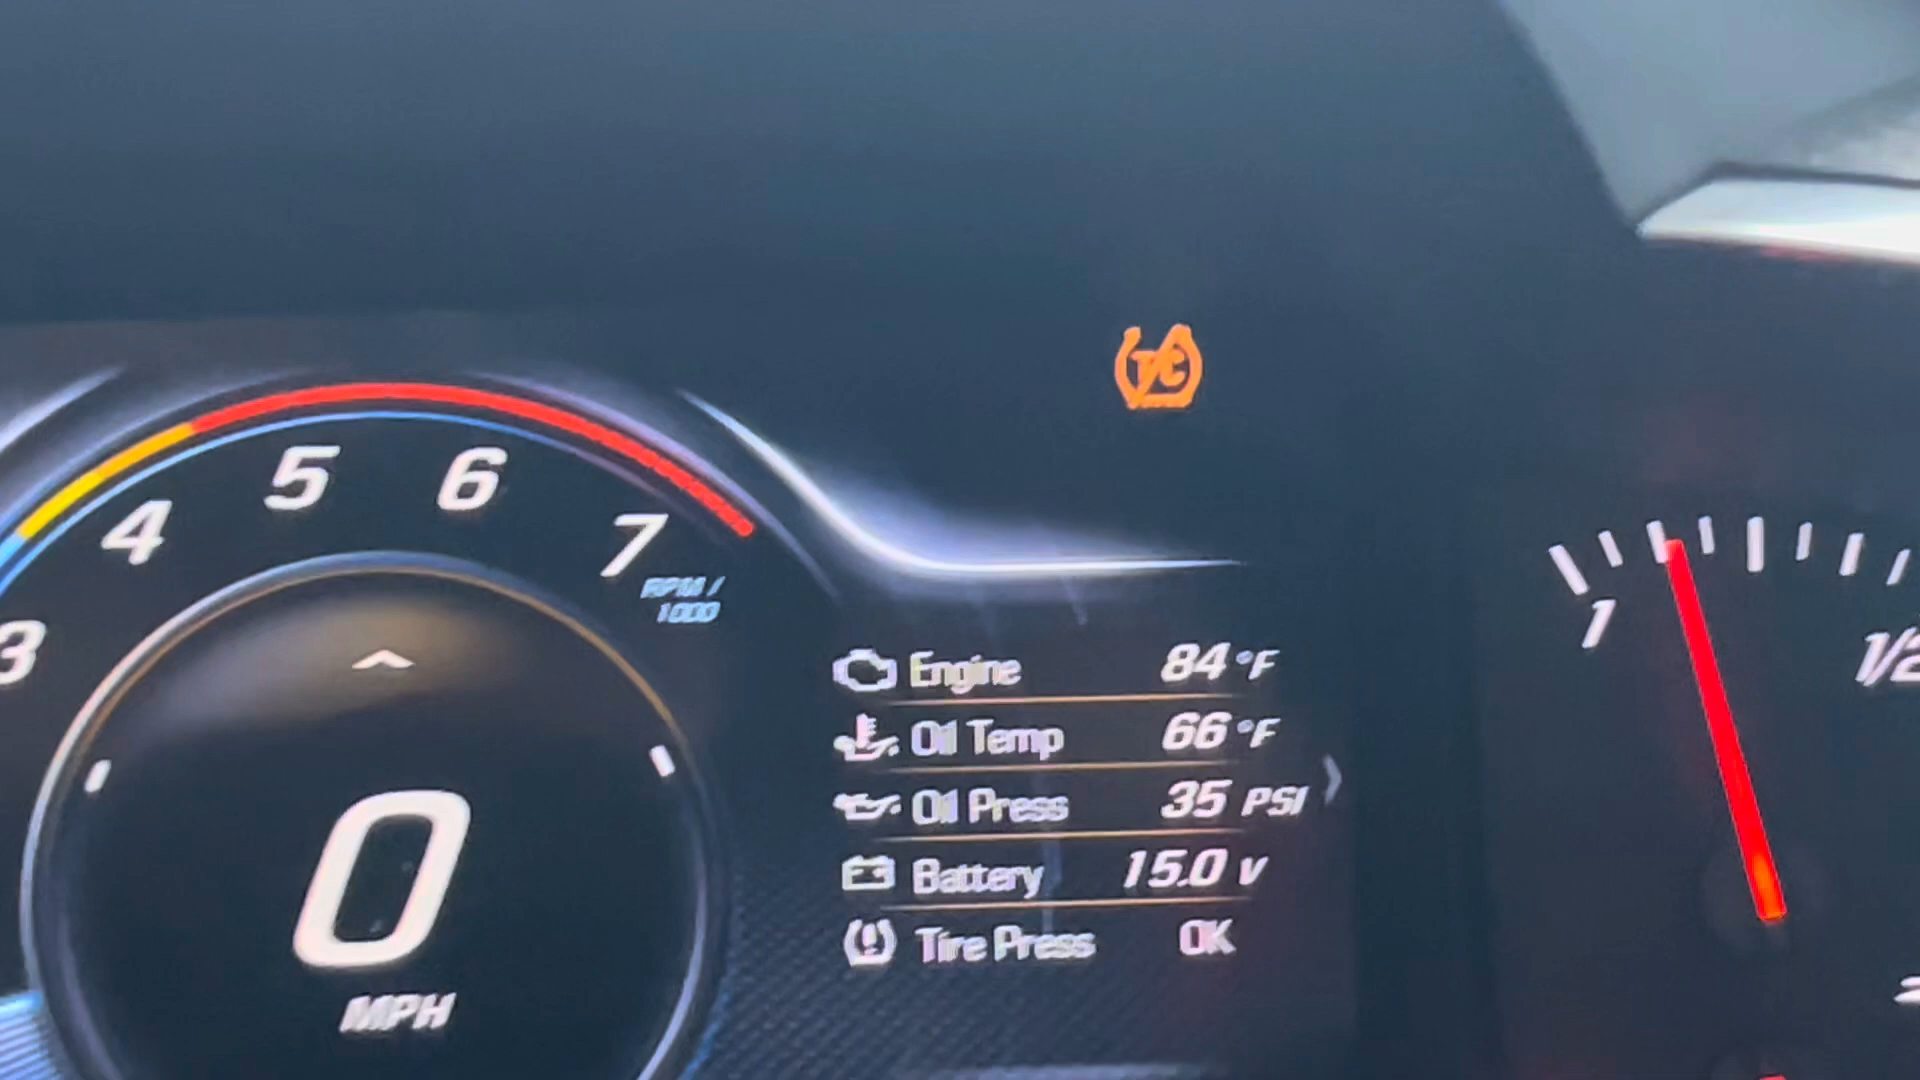 T/C
5 6
4 7
3
RPM /
1000
1
1/2
Engine 84 °F
Oil Temp 66 °F
Oil Press 35 PSI
Battery 15.0 V
Tire Press OK
0
MPH